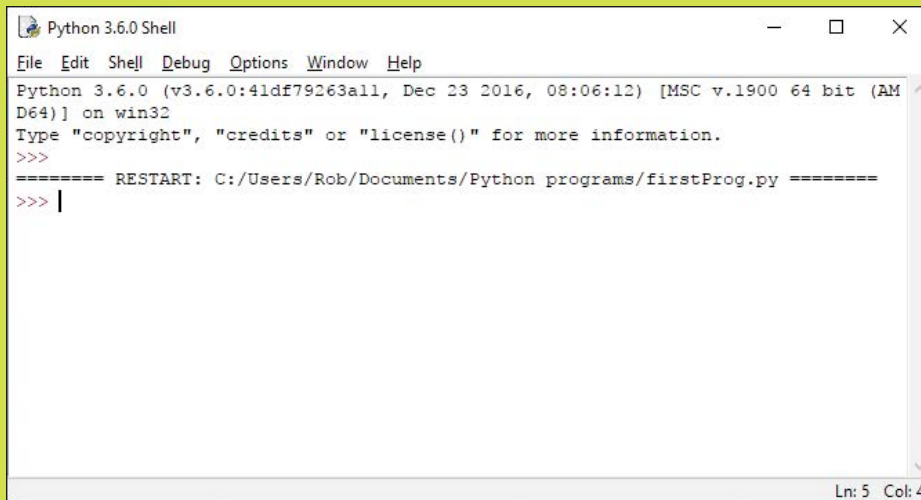 Python 3.6.0 Shell
File Edit Shell Debug Options Window Help
Python 3.6.0 (v3.6.0:41df79263a11, Dec 23 2016, 08:06:12) [MSC v.1900 64 bit (AM
D64)] on win32
Type "copyright", "credits" or "license()" for more information.
>>>
======== RESTART: C:/Users/Rob/Documents/Python programs/firstProg.py ========
>>>
Ln: 5 Col: 4